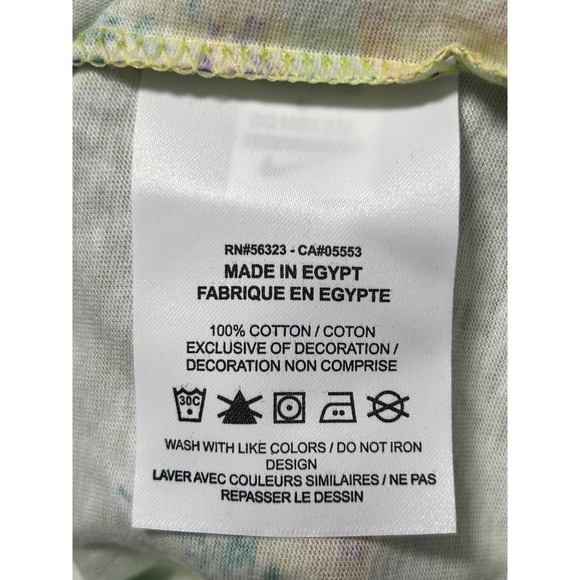 RN#56323 - CA#05553
MADE IN EGYPT
FABRIQUE EN EGYPTE
100% COTTON / COTON
EXCLUSIVE OF DECORATION /
DECORATION NON COMPRISE
30C
WASH WITH LIKE COLORS / DO NOT IRON
DESIGN
LAVER AVEC COULEURS SIMILAIRES / NE PAS
REPASSER LE DESSIN